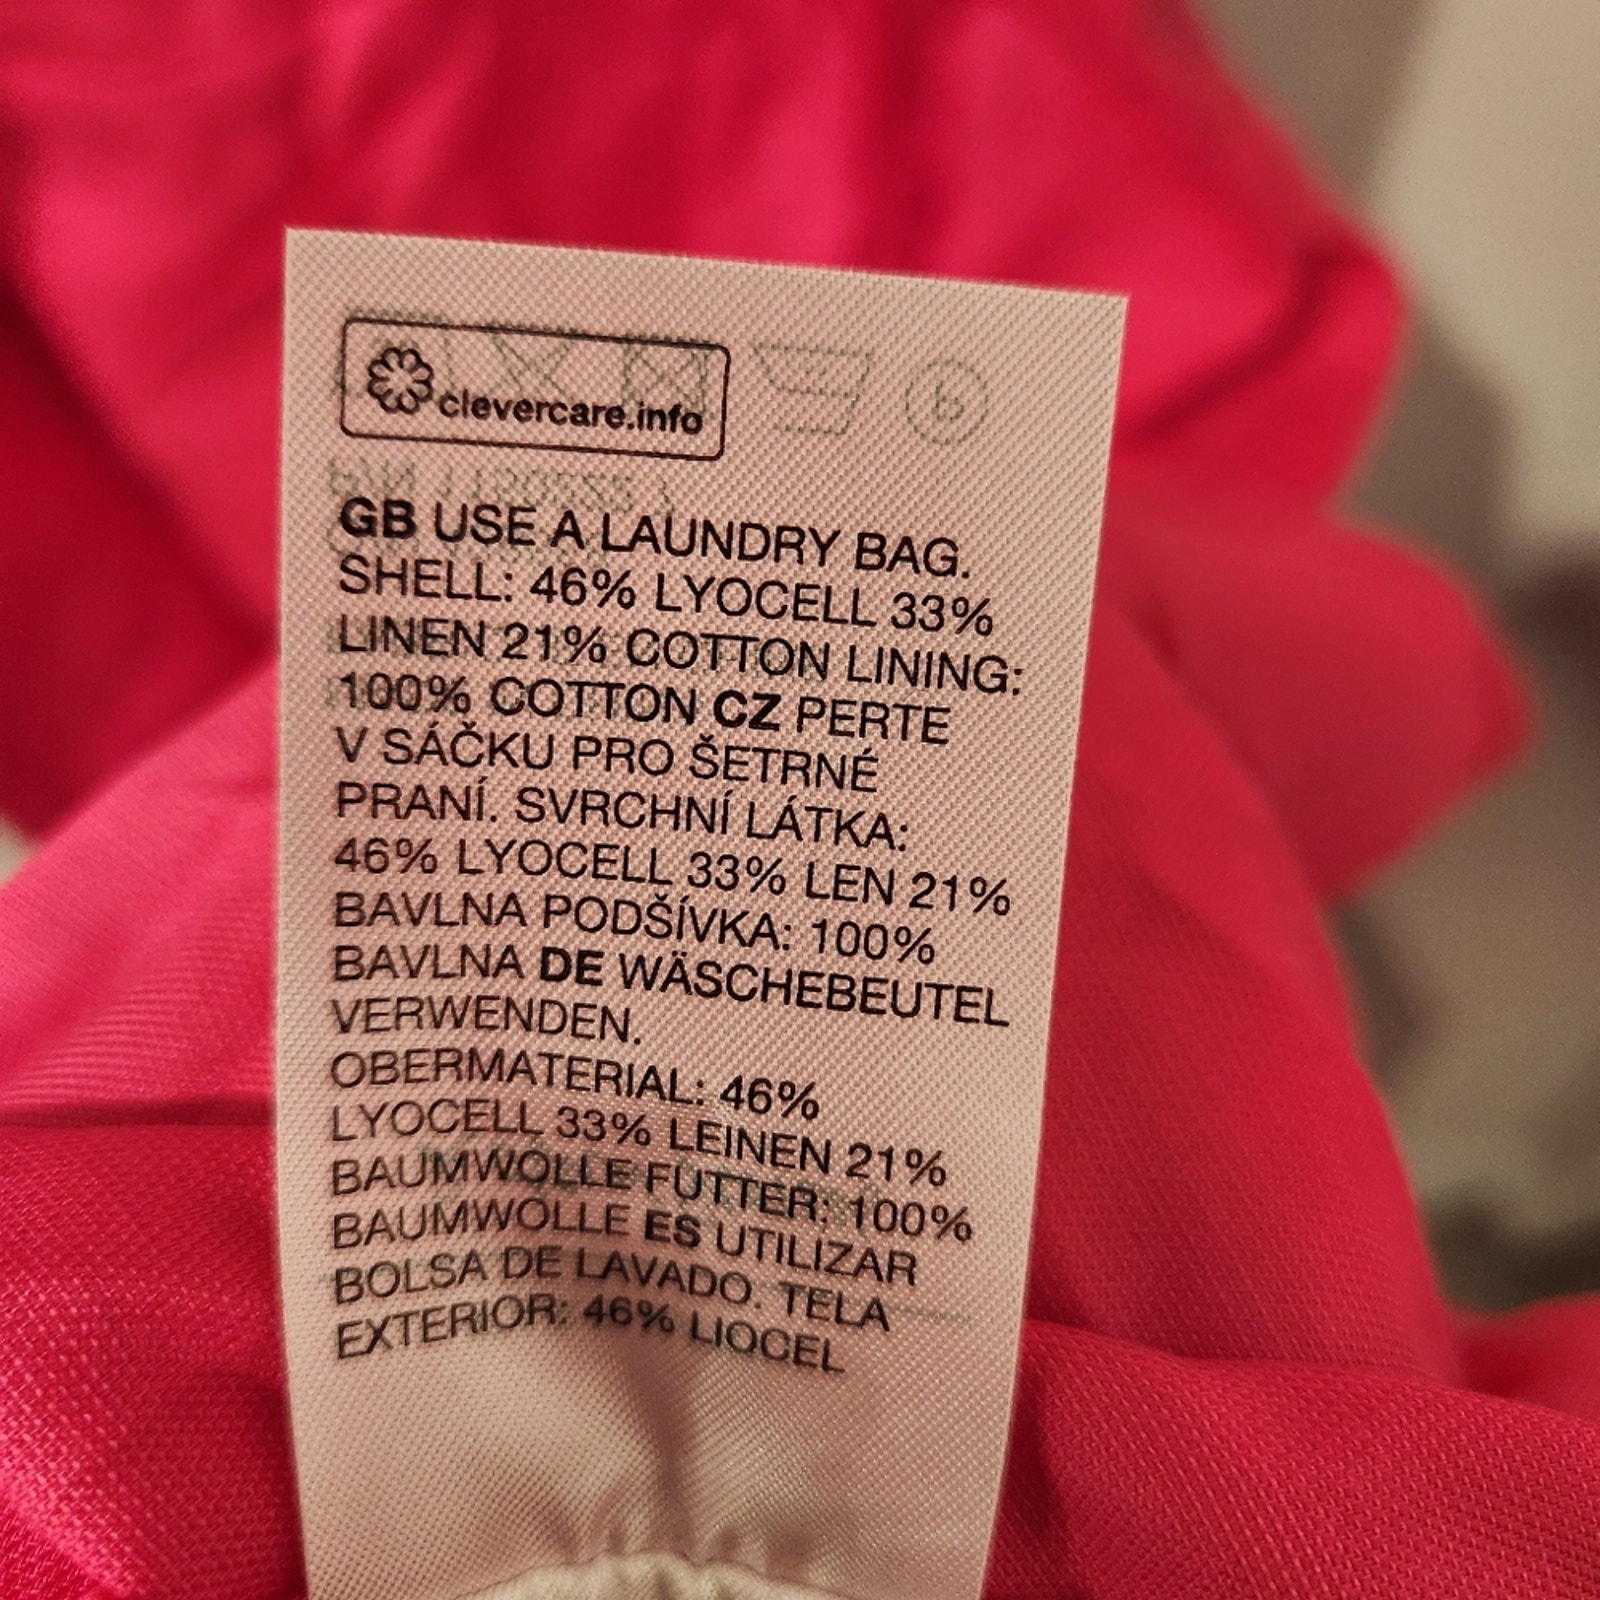 clevercare.info
GB USE A LAUNDRY BAG.
SHELL: 46% LYOCELL 33%
LINEN 21% COTTON LINING:
100% COTTON CZ PERTE
V SÁČKU PRO ŠETRNÉ
PRANÍ. SVRCHNÍ LÁTKA:
46% LYOCELL 33% LEN 21%
BAVLNA PODŠÍVKA: 100%
BAVLNA DE WÄSCHEBEUTEL
VERWENDEN.
OBERMATERIAL: 46%
LYOCELL 33% LEINEN 21%
BAUMWOLLE FUTTER: 100%
BAUMWOLLE ES UTILIZAR
BOLSA DE LAVADO. TELA
EXTERIOR: 46% LIOCEL